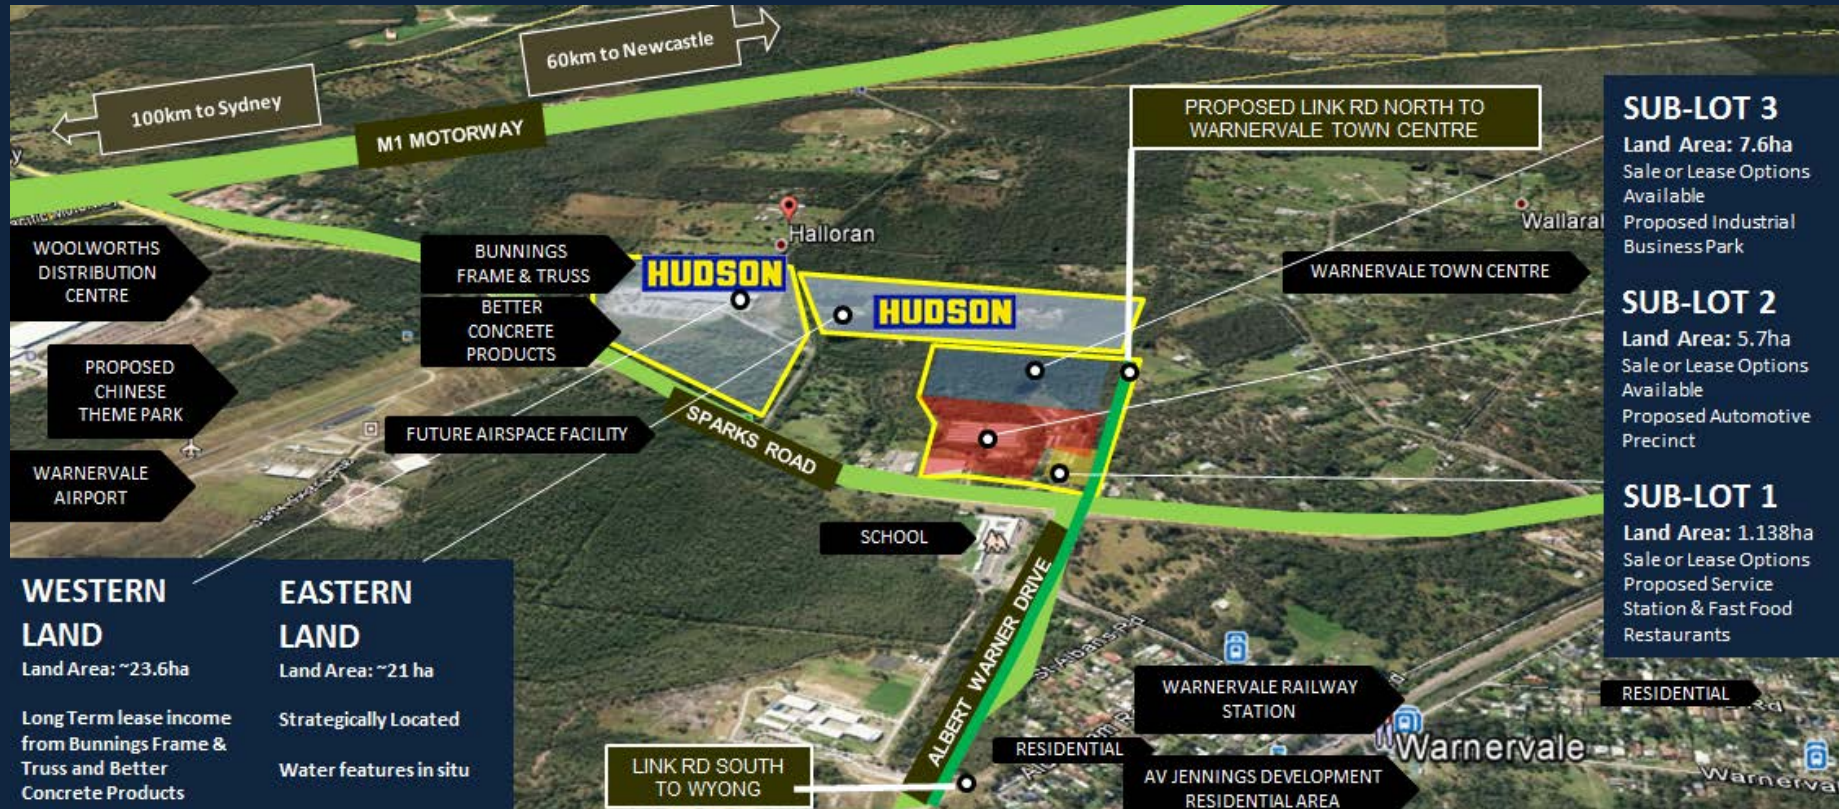 60km to Newcastle
100km to Sydney
M1 MOTORWAY
PROPOSED LINK RD NORTH TO
WARNERVALE TOWN CENTRE
SUB-LOT 3
Land Area: 7.6ha
Sale or Lease Options
Available
Proposed Industrial
Business Park
SUB-LOT 2
Land Area: 5.7ha
Sale or Lease Options
Available
Proposed Automotive
Precinct
SUB-LOT 1
Land Area: 1.138ha
Sale or Lease Options
Proposed Service
Station & Fast Food
Restaurants
Halloran
Wallaral
WOOLWORTHS
DISTRIBUTION
CENTRE
BUNNINGS
FRAME & TRUSS
HUDSON
HUDSON
WARNERVALE TOWN CENTRE
BETTER
CONCRETE
PRODUCTS
PROPOSED
CHINESE
THEME PARK
FUTURE AIRSPACE FACILITY
SPARKS ROAD
WARNERVALE
AIRPORT
SCHOOL
ALBERT WARNER DRIVE
St Albans Rd
WESTERN
LAND
Land Area: ~23.6ha
Long Term lease income
from Bunnings Frame &
Truss and Better
Concrete Products
EASTERN
LAND
Land Area: ~21 ha
Strategically Located
Water features in situ
LINK RD SOUTH
TO WYONG
WARNERVALE RAILWAY
STATION
RESIDENTIAL
Rd
RESIDENTIAL
Warnervale
AV JENNINGS DEVELOPMENT
RESIDENTIAL AREA
Warnerva